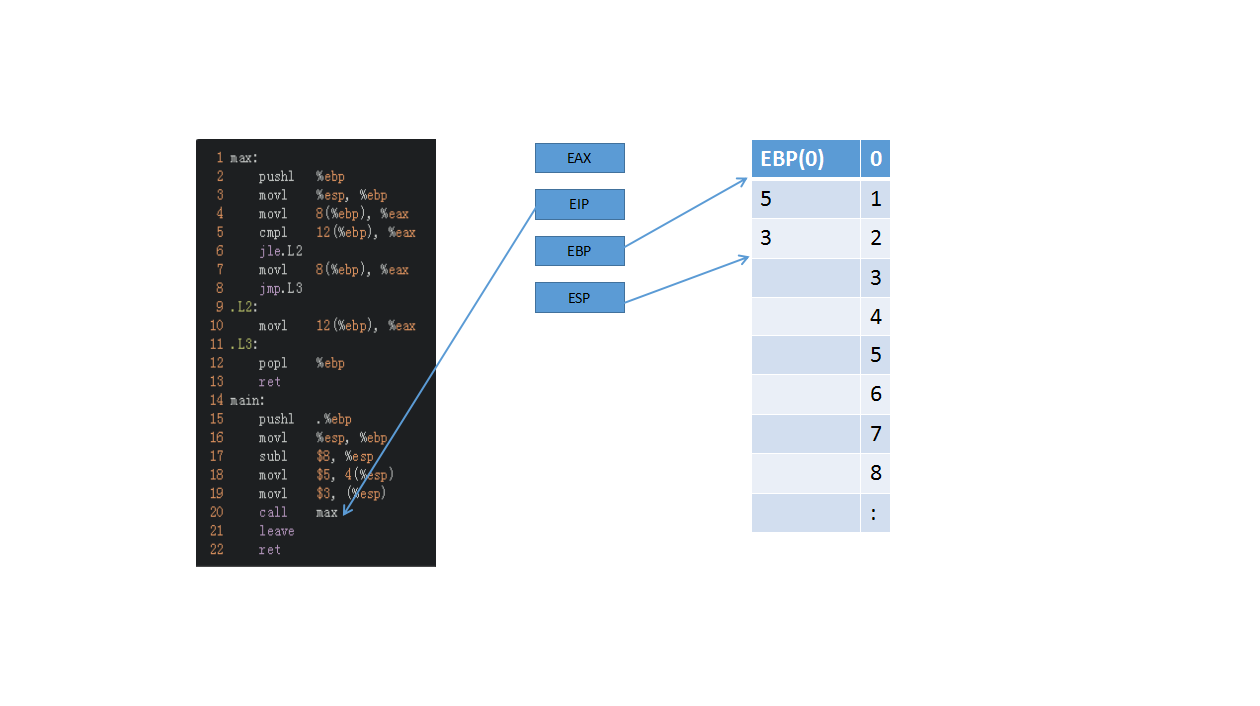 1 max:
2 pushl %ebp
3 movl %esp, %ebp
4 movl 8(%ebp), %eax
5 cmpl 12(%ebp), %eax
6 jle.L2
7 movl 8(%ebp), %eax
8 jmp.L3
9 .L2:
10 movl 12(%ebp), %eax
11 .L3:
12 popl %ebp
13 ret
14 main:
15 pushl .%ebp
16 movl %esp, %ebp
17 subl $8, %esp
18 movl $5, 4(%esp)
19 movl $3, (%esp)
20 call max
21 leave
22 ret
EAX
EIP
EBP
ESP
EBP(0) 0
5 1
3 2
3
4
5
6
7
8
: